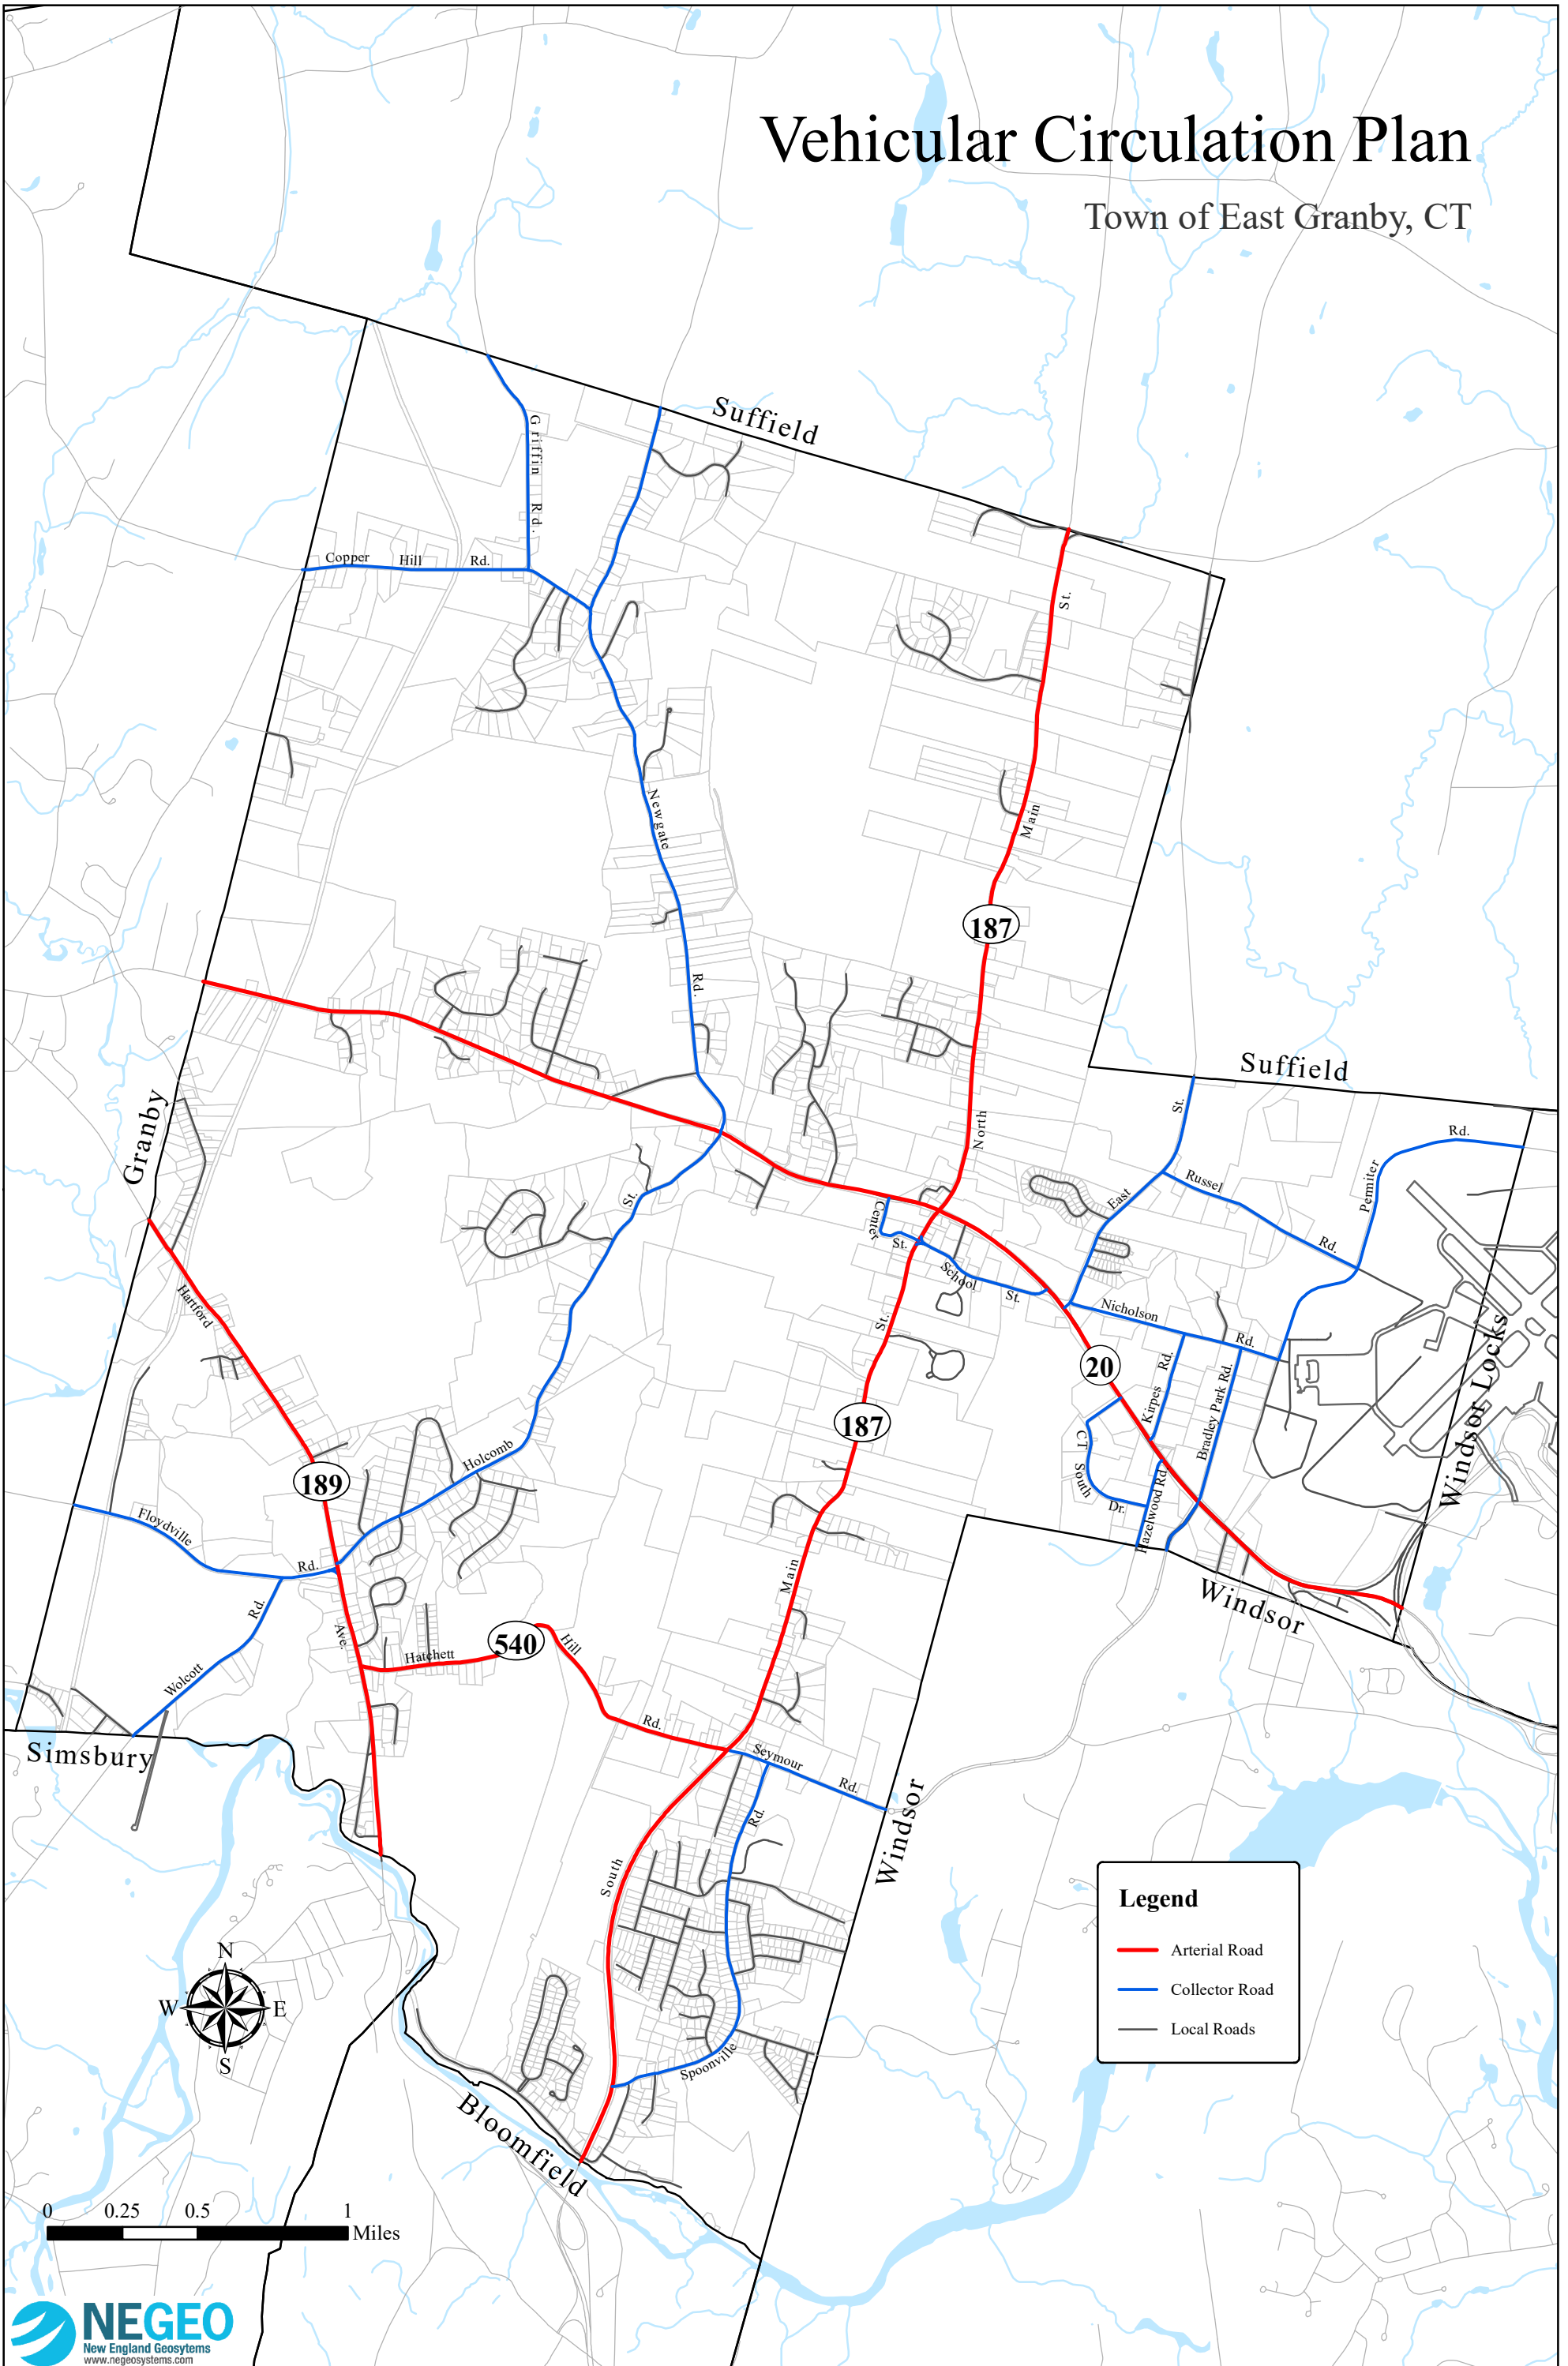 Vehicular Circulation Plan
Town of East Granby, CT
Suffield
Griffin Rd.
Copper Hill Rd.
St.
Main
Newgate
187
Rd.
Suffield
Granby
North
St.
Rd.
Perimiter
Russel
East
St.
Center
St.
Rd.
School
St.
Hartford
Nicholson
Rd.
St.
20
Rd.
Kirpes
Bradley Park Rd.
Windsor Locks
187
CT South
Dr.
Hazelwood Rd.
Holcomb
189
Floydville
Rd.
Main
Windsor
Rd.
Ave.
540
Hatchett
Hill
Wolcott
Rd.
Simsbury
Seymour
Rd.
Rd.
Windsor
South
Legend
Arterial Road
Collector Road
Local Roads
N
W
E
S
Spoonville
Bloomfield
0 0.25 0.5 1
Miles
NEGEO
New England Geosytems
www.negeosystems.com